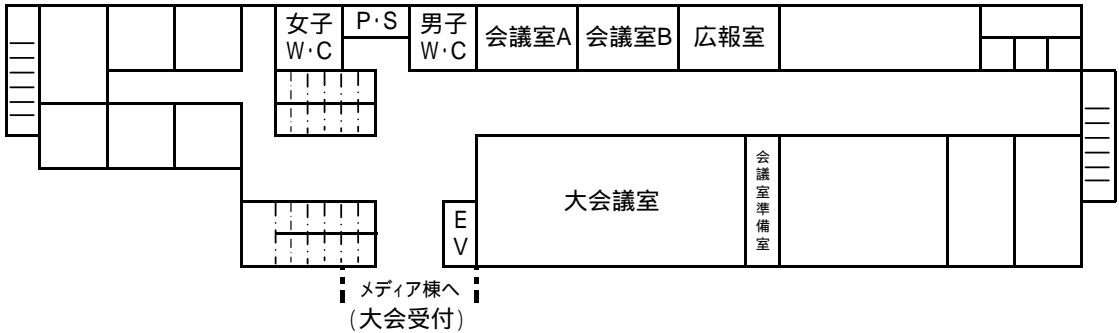 女子
W・C
P・S
男子
W・C
会議室A
会議室B
広報室
大会議室
会議室準備室
EV
メディア棟へ
(大会受付)